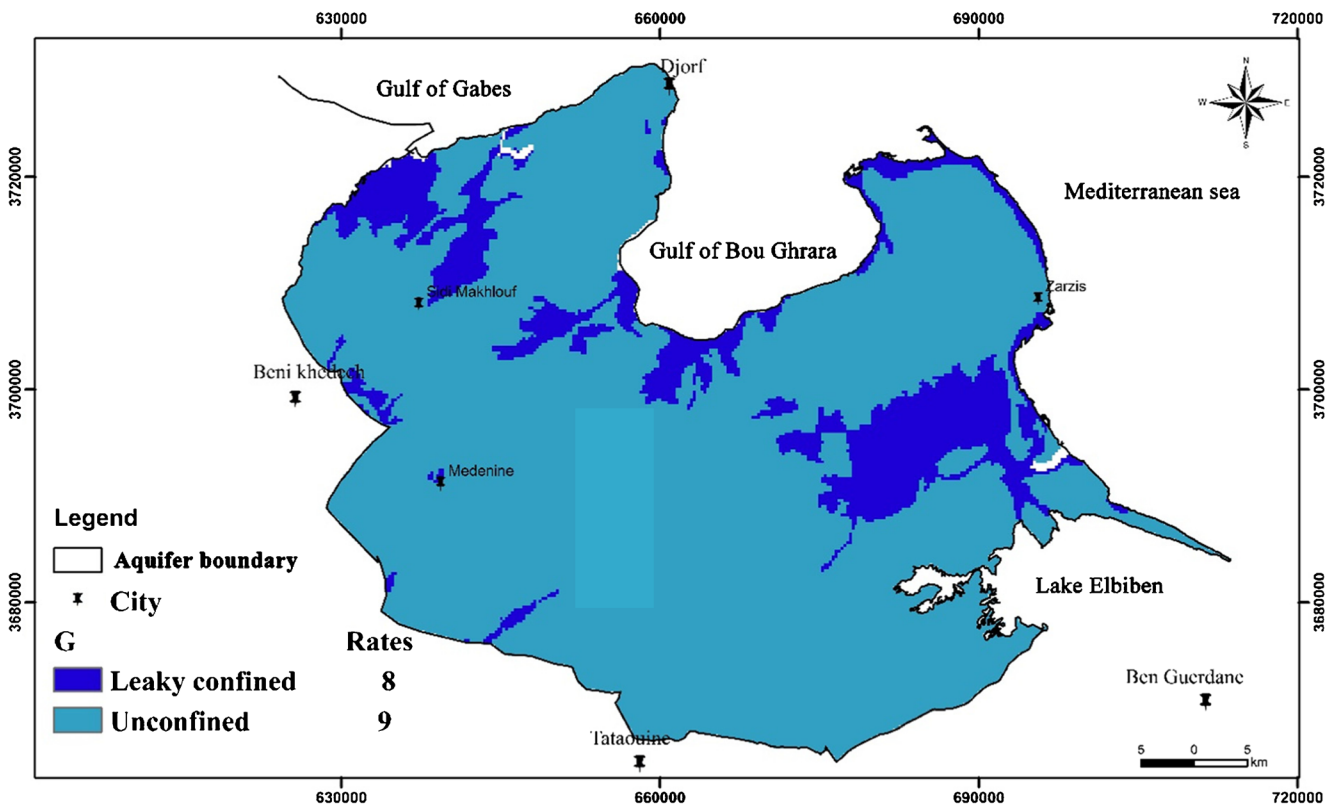 630000 660000 690000 720000
Djorf
Gulf of Gabes
N
W E
S
3720000 3720000
Mediterranean sea
Gulf of Bou Ghrara
Sidi Makhlouf
Zarzis
Beni khedech
3700000 3700000
Medenine
Legend
Aquifer boundary
City
Lake Elbiben
3680000 3680000
G Rates
Leaky confined 8
Unconfined 9
Ben Guerdane
Tataouine
5 0 5
km
630000 660000 690000 720000